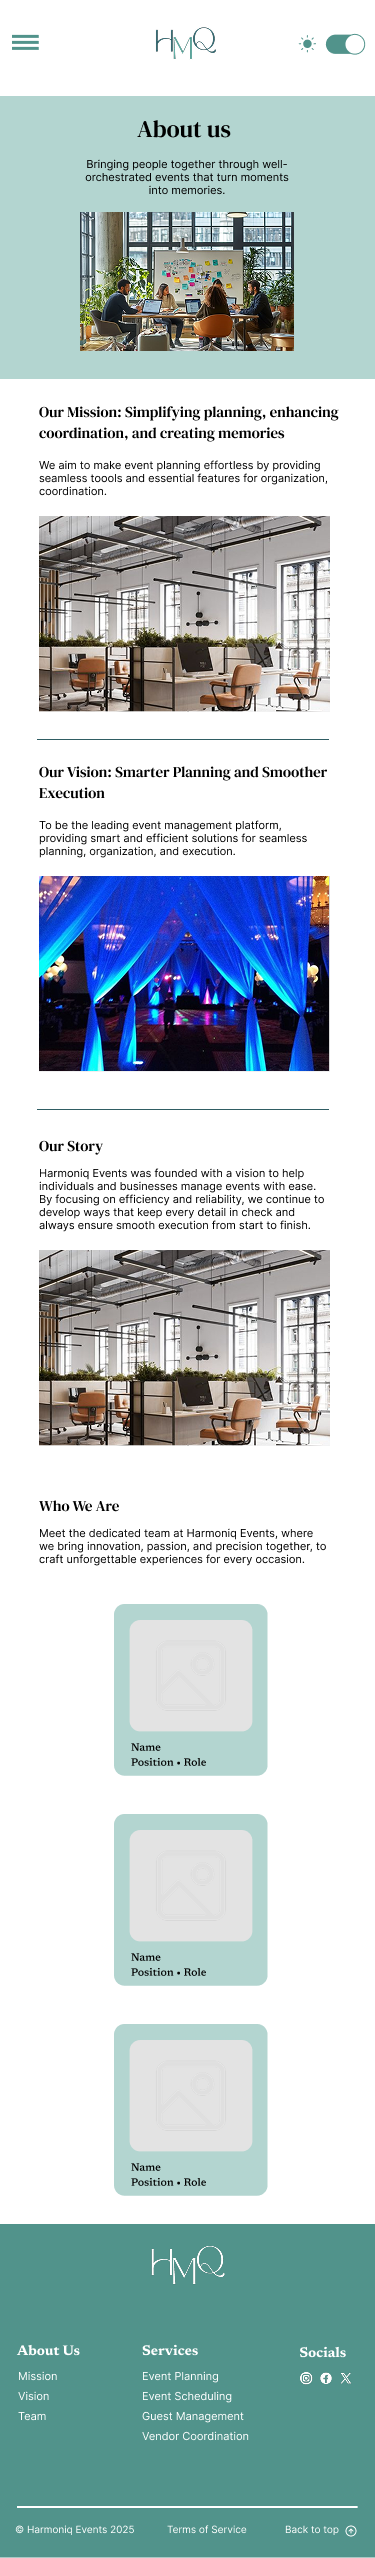 HMQ
About us
Bringing people together through well-
orchestrated events that turn moments
into memories.
Our Mission: Simplifying planning, enhancing
coordination, and creating memories
We aim to make event planning effortless by providing
seamless toools and essential features for organization,
coordination.
Our Vision: Smarter Planning and Smoother
Execution
To be the leading event management platform,
providing smart and efficient solutions for seamless
planning, organization, and execution.
Our Story
Harmoniq Events was founded with a vision to help
individuals and businesses manage events with ease.
By focusing on efficiency and reliability, we continue to
develop ways that keep every detail in check and
always ensure smooth execution from start to finish.
Who We Are
Meet the dedicated team at Harmoniq Events, where
we bring innovation, passion, and precision together, to
craft unforgettable experiences for every occasion.
Name
Position • Role
Name
Position • Role
Name
Position • Role
HMQ
About Us
Mission
Vision
Team
Services
Event Planning
Event Scheduling
Guest Management
Vendor Coordination
Socials
© Harmoniq Events 2025
Terms of Service
Back to top